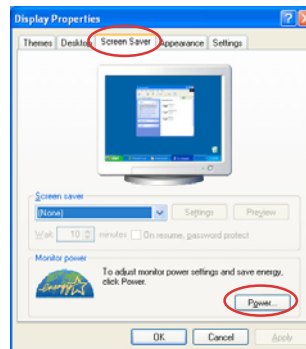 Display Properties
Themes Desktop Screen Saver Appearance Settings
Screen saver
(None) Settings Preview
Wait: 10 minutes On resume, password protect
Monitor power
To adjust monitor power settings and save energy,
click Power.
Power...
OK Cancel Apply